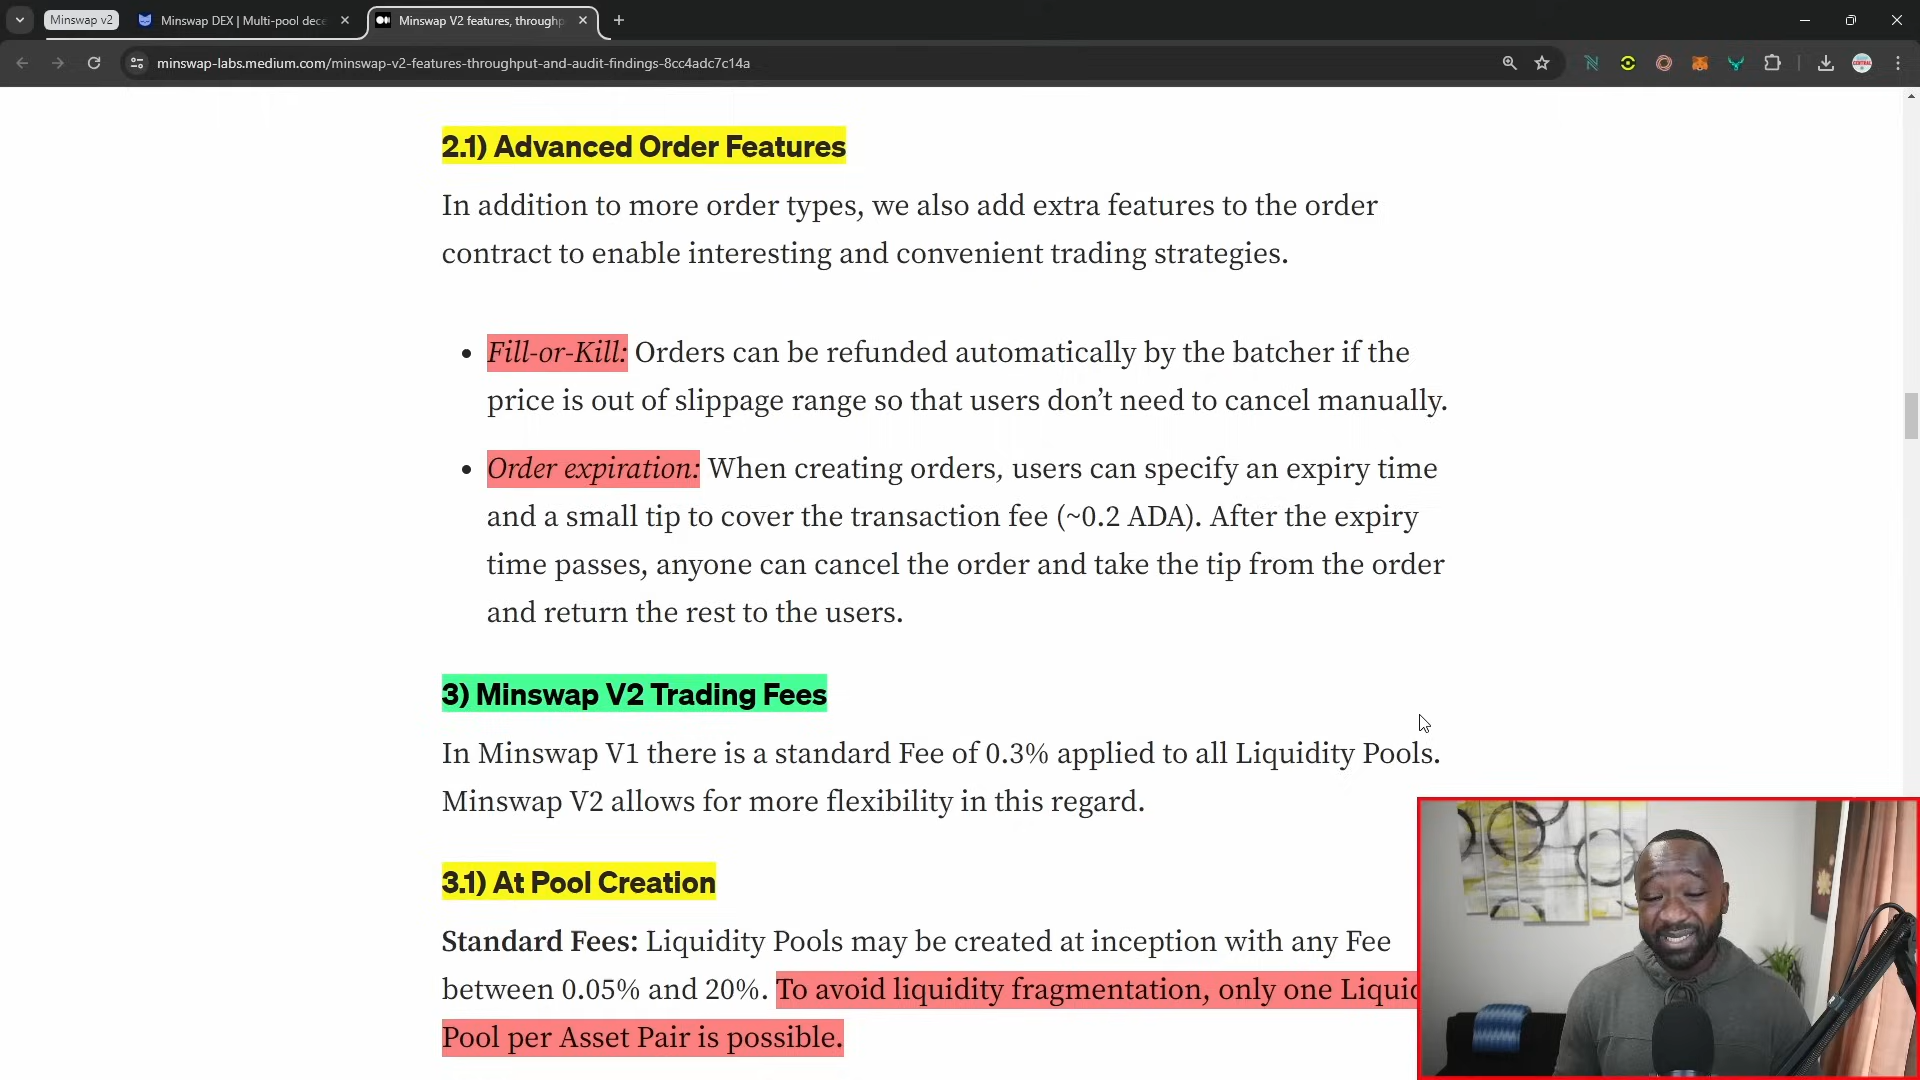 Minswap v2
Minswap DEX | Multi-pool dece
Minswap V2 features, throughp
minswap-labs.medium.com/minswap-v2-features-throughput-and-audit-findings-8cc4adc7c14a
2.1) Advanced Order Features
In addition to more order types, we also add extra features to the order
contract to enable interesting and convenient trading strategies.
• Fill-or-Kill: Orders can be refunded automatically by the batcher if the
price is out of slippage range so that users don’t need to cancel manually.
• Order expiration: When creating orders, users can specify an expiry time
and a small tip to cover the transaction fee (~0.2 ADA). After the expiry
time passes, anyone can cancel the order and take the tip from the order
and return the rest to the users.
3) Minswap V2 Trading Fees
In Minswap V1 there is a standard Fee of 0.3% applied to all Liquidity Pools.
Minswap V2 allows for more flexibility in this regard.
3.1) At Pool Creation
Standard Fees: Liquidity Pools may be created at inception with any Fee
between 0.05% and 20%. To avoid liquidity fragmentation, only one Liquid
Pool per Asset Pair is possible.